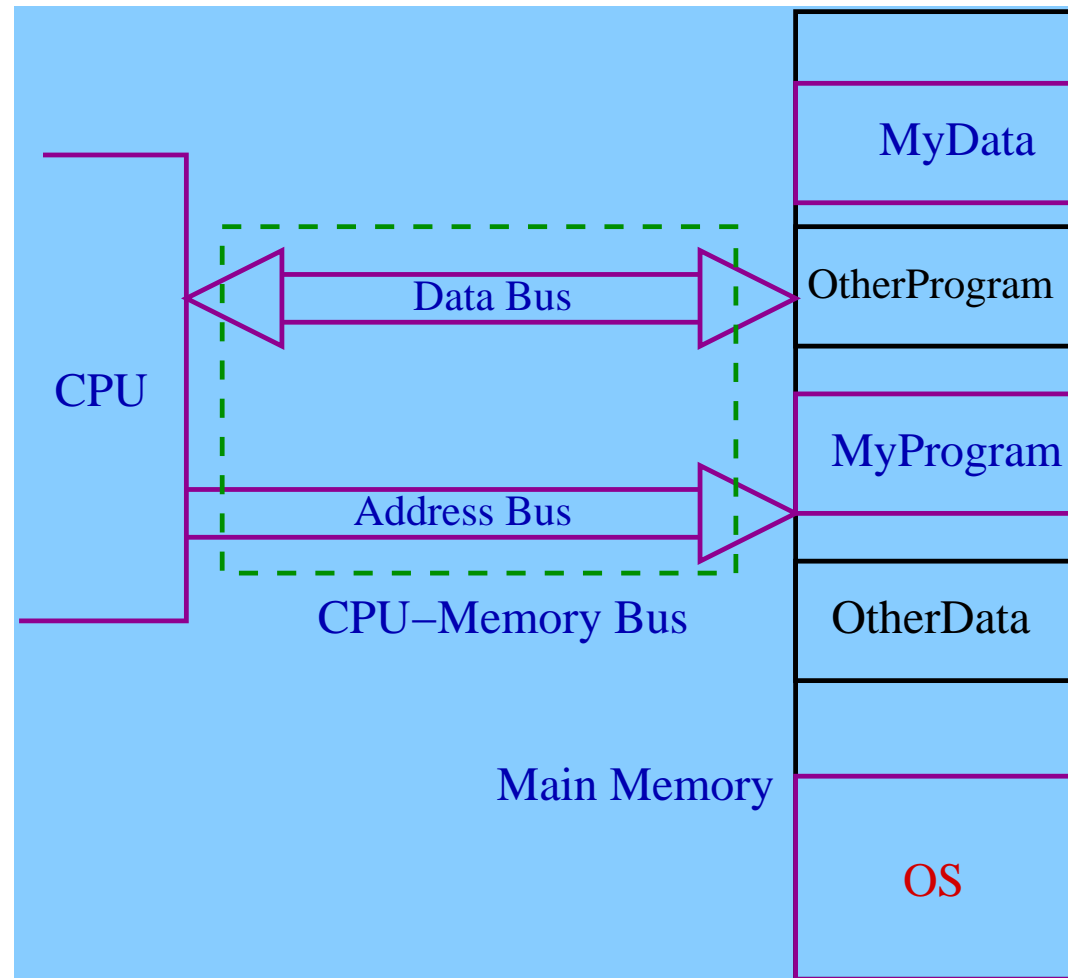 MyData
OtherProgram
Data Bus
CPU
MyProgram
Address Bus
CPU−Memory Bus
OtherData
Main Memory
OS